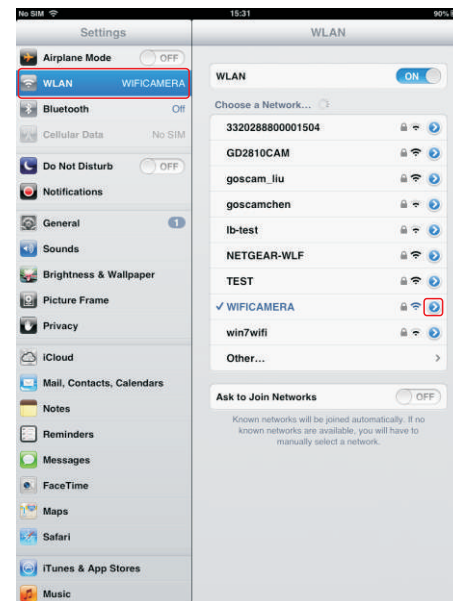 No SIM 15:31 90%
Settings
Airplane Mode OFF
WLAN WIFICAMERA
Bluetooth Off
Cellular Data No SIM
Do Not Disturb OFF
Notifications
General 1
Sounds
Brightness & Wallpaper
Picture Frame
Privacy
iCloud
Mail, Contacts, Calendars
Notes
Reminders
Messages
FaceTime
Maps
Safari
iTunes & App Stores
Music
WLAN
WLAN ON
Choose a Network...
3320288800001504
GD2810CAM
goscam_liu
goscamchen
lb-test
NETGEAR-WLF
TEST
✓ WIFICAMERA
win7wifi
Other...
Ask to Join Networks OFF
Known networks will be joined automatically. If no
known networks are available, you will have to
manually select a network.